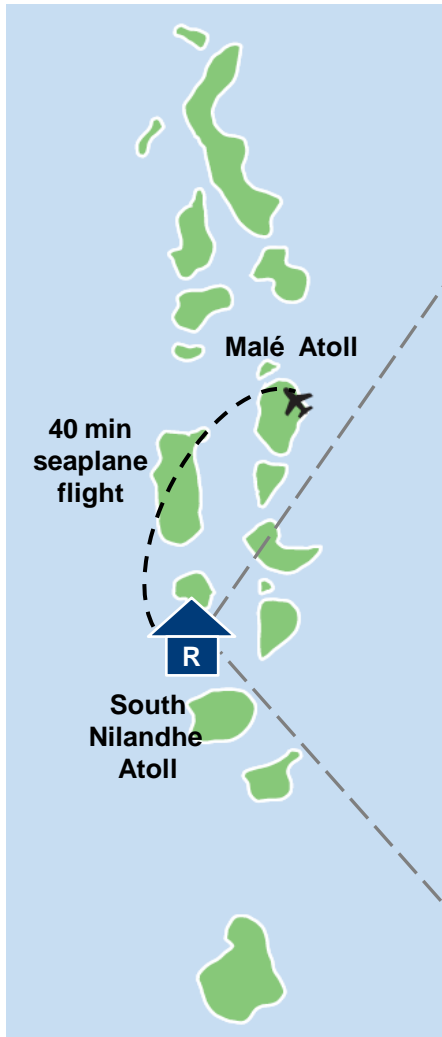 Malé Atoll
40 min
seaplane
flight
R
South
Nilandhe
Atoll